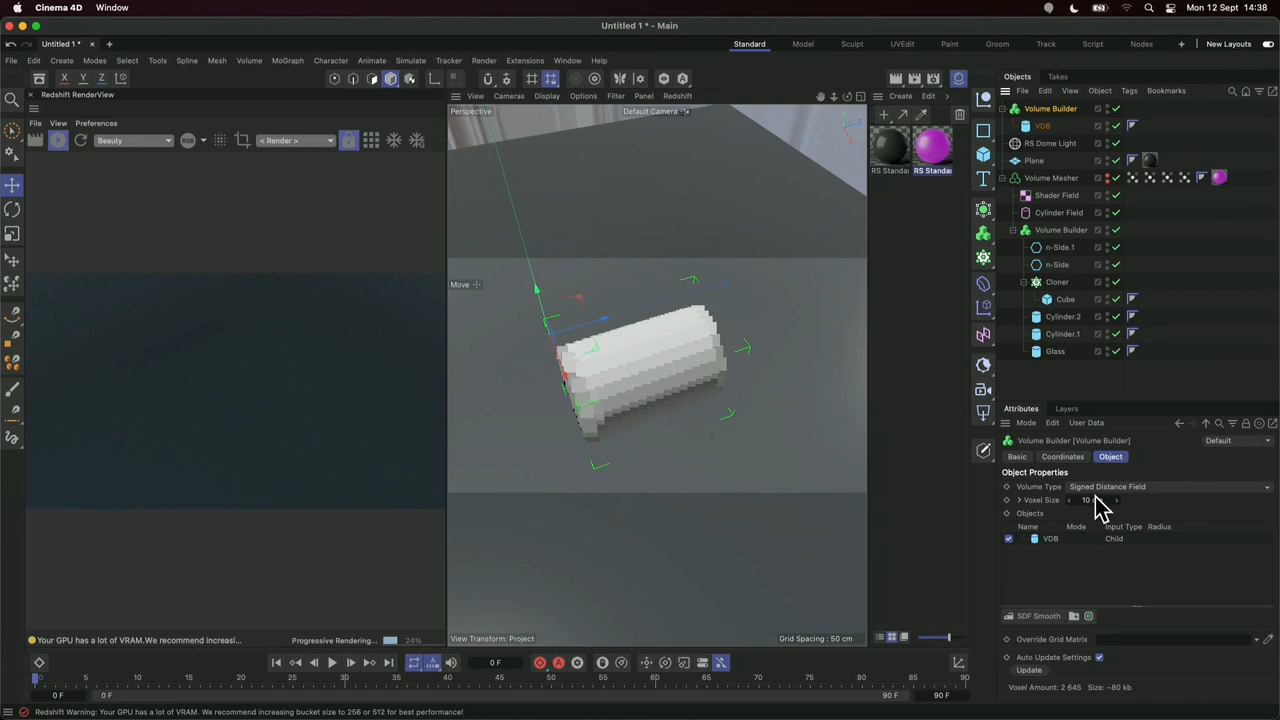 Cinema 4D Window Help Mon 12 Sept 14:38
Untitled 1 * - Main
Untitled 1 * Standard Model Sculpt UVEdit Paint Groom Track Script Nodes New Layouts
File Edit Create Modes Select Tools Spline Mesh Volume MoGraph Character Animate Simulate Tracker Render Extensions Window Help
X Y Z
Objects Takes
Redshift RenderView
View Cameras Display Options Filter Panel Redshift
Create Edit
File Edit View Object Tags Bookmarks
Perspective Default Camera
File View Preferences
Beauty RGB < Render >
RS Standar RS Standar
Volume Builder
VDB
RS Dome Light
Plane
Volume Mesher
Shader Field
Cylinder Field
Volume Builder
n-Side.1
n-Side
Cloner
Cube
Cylinder.2
Cylinder.1
Glass
Move
Attributes Layers
Mode Edit User Data
Volume Builder [Volume Builder] Default
Basic Coordinates Object
Object Properties
Volume Type Signed Distance Field
Voxel Size 10
Objects
Name Mode Input Type Radius
VDB Child
SDF Smooth
Override Grid Matrix
Auto Update Settings
Update
Voxel Amount: 2 645 Size: ~80 kb
Your GPU has a lot of VRAM.We recommend increasi... Progressive Rendering... 24%
View Transform: Project Grid Spacing : 50 cm
0 F
0 5 10 15 20 25 30 35 40 45 50 55 60 65 70 75 80 85 90
0 F 0 F 90 F 90 F
Redshift Warning: Your GPU has a lot of VRAM. We recommend increasing bucket size to 256 or 512 for best performance!